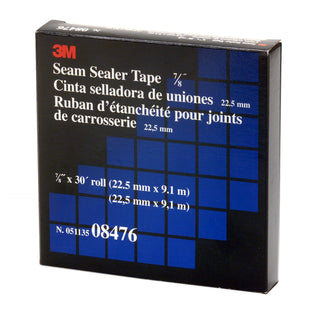 3M
Seam Sealer Tape 7/8″
Cinta selladora de uniones 22.5 mm
Ruban d'étanchéité pour joints
de carrosserie 22,5 mm
7/8″ x 30′ roll (22.5 mm x 9.1 m)
(22,5 mm x 9,1 m)
N. 051135 08476